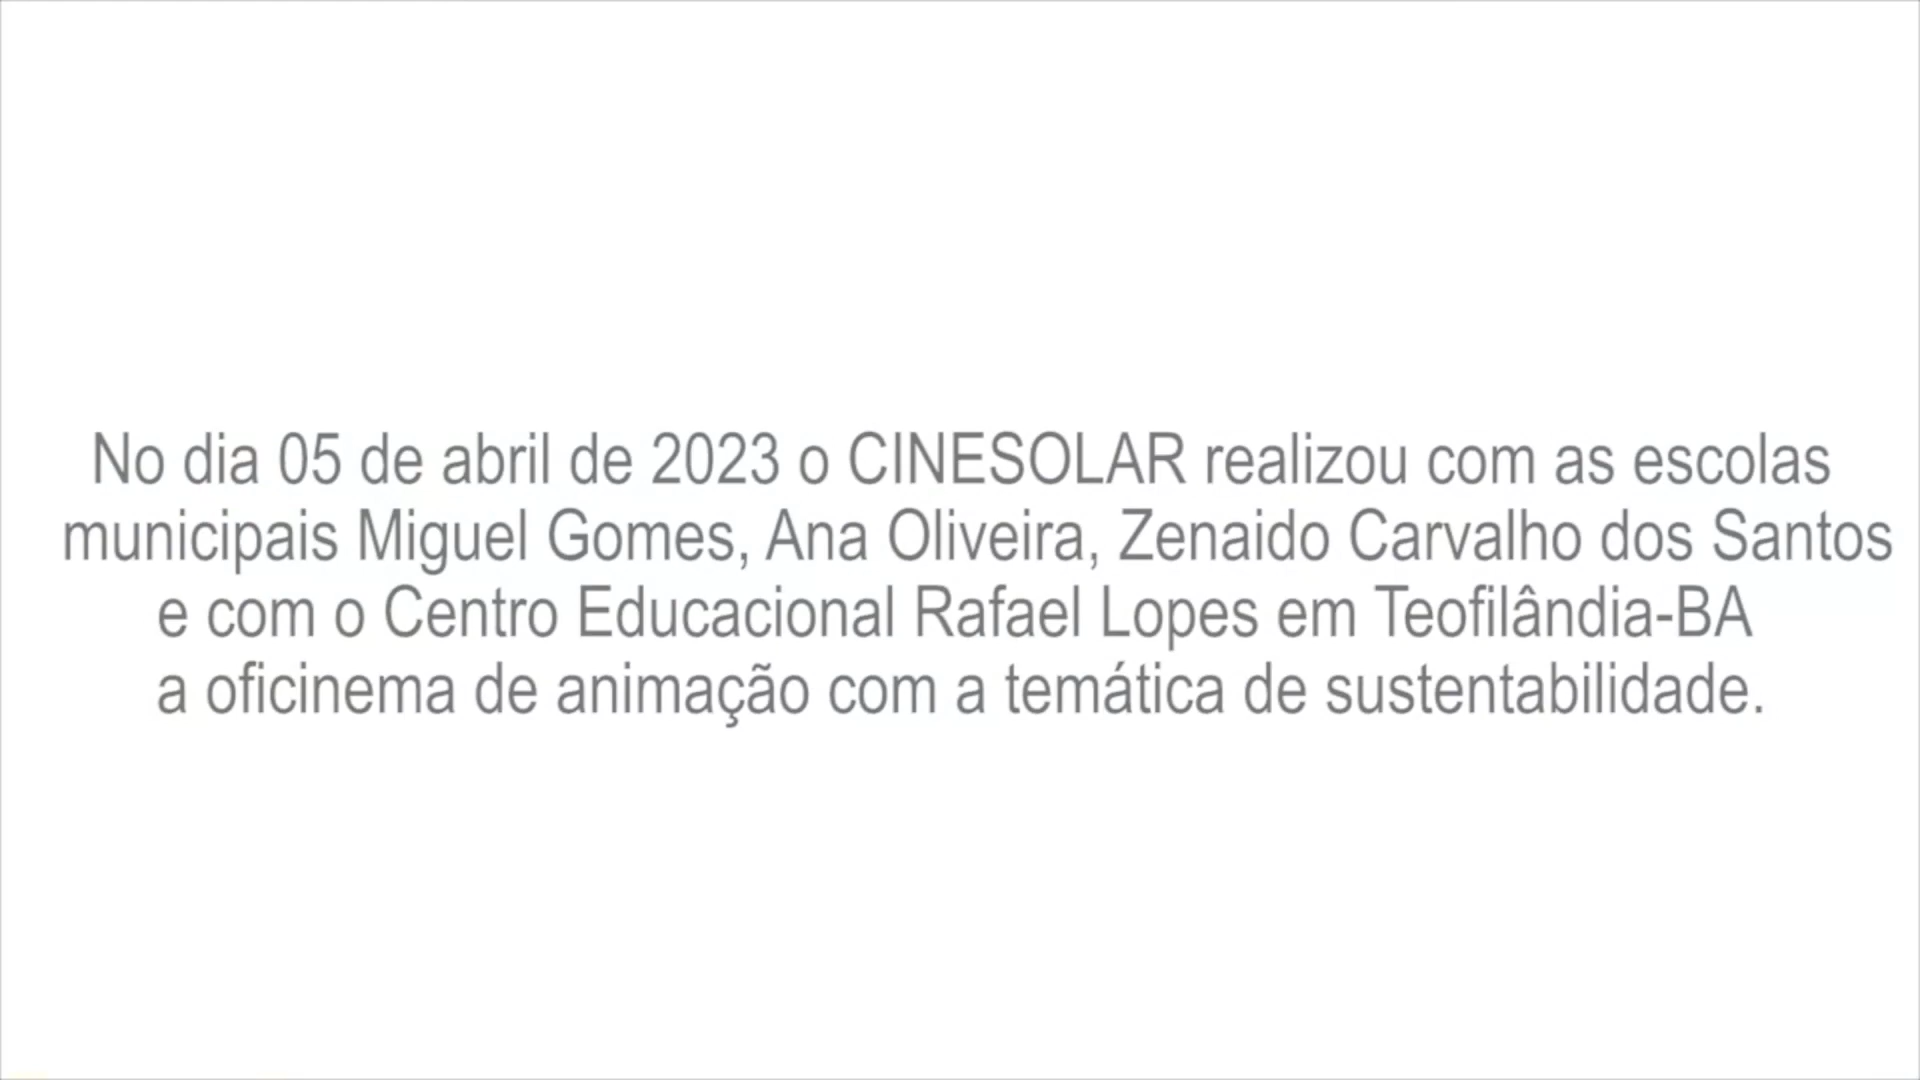 No dia 05 de abril de 2023 o CINESOLAR realizou com as escolas
municipais Miguel Gomes, Ana Oliveira, Zenaido Carvalho dos Santos
e com o Centro Educacional Rafael Lopes em Teofilândia-BA
a oficinema de animação com a temática de sustentabilidade.